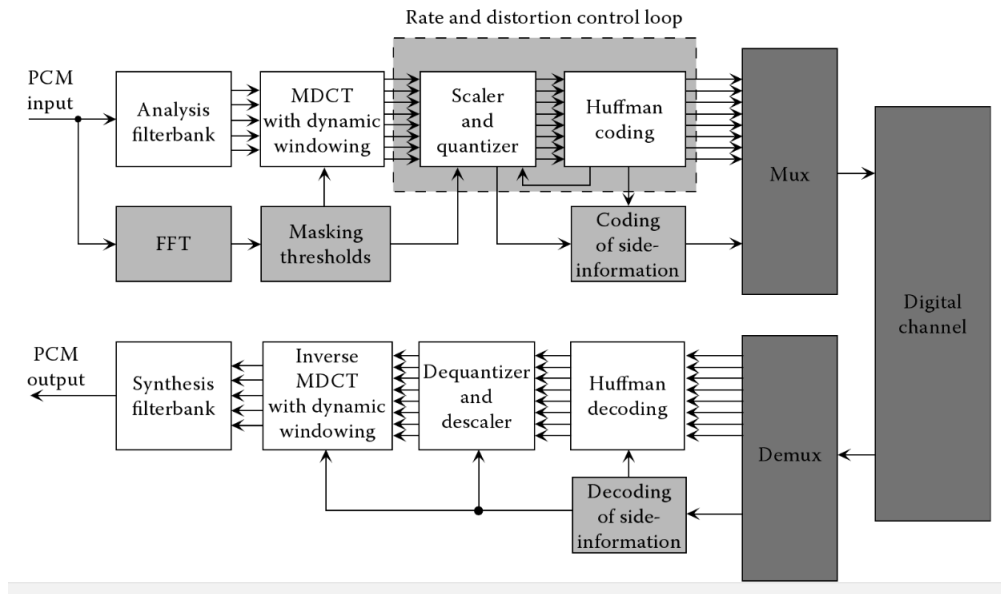 Rate and distortion control loop
PCM
input
Analysis
filterbank
MDCT
with dynamic
windowing
Scaler
and
quantizer
Huffman
coding
Mux
FFT
Masking
thresholds
Coding
of side-
information
Digital
channel
PCM
output
Synthesis
filterbank
Inverse
MDCT
with dynamic
windowing
Dequantizer
and
descaler
Huffman
decoding
Demux
Decoding
of side-
information